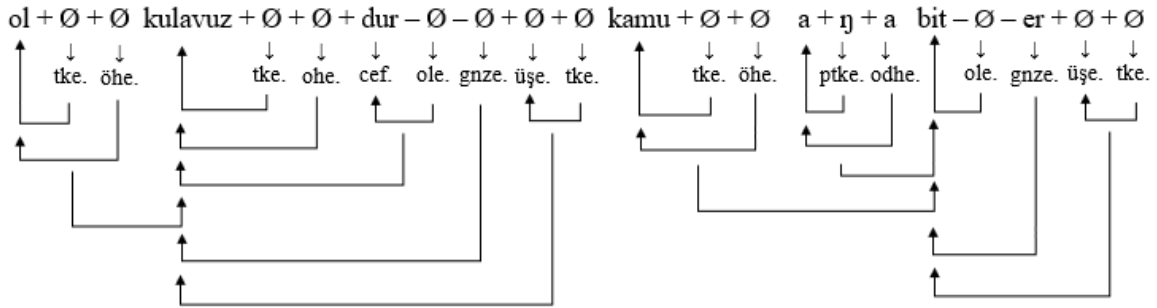 ol + Ø + Ø kulavuz + Ø + Ø + dur – Ø – Ø + Ø + Ø kamu + Ø + Ø a + ŋ + a bit – Ø – er + Ø + Ø
tke. öhe. tke. ohe. cef. ole. gnze. üşe. tke. tke. öhe. ptke. odhe. ole. gnze. üşe. tke.